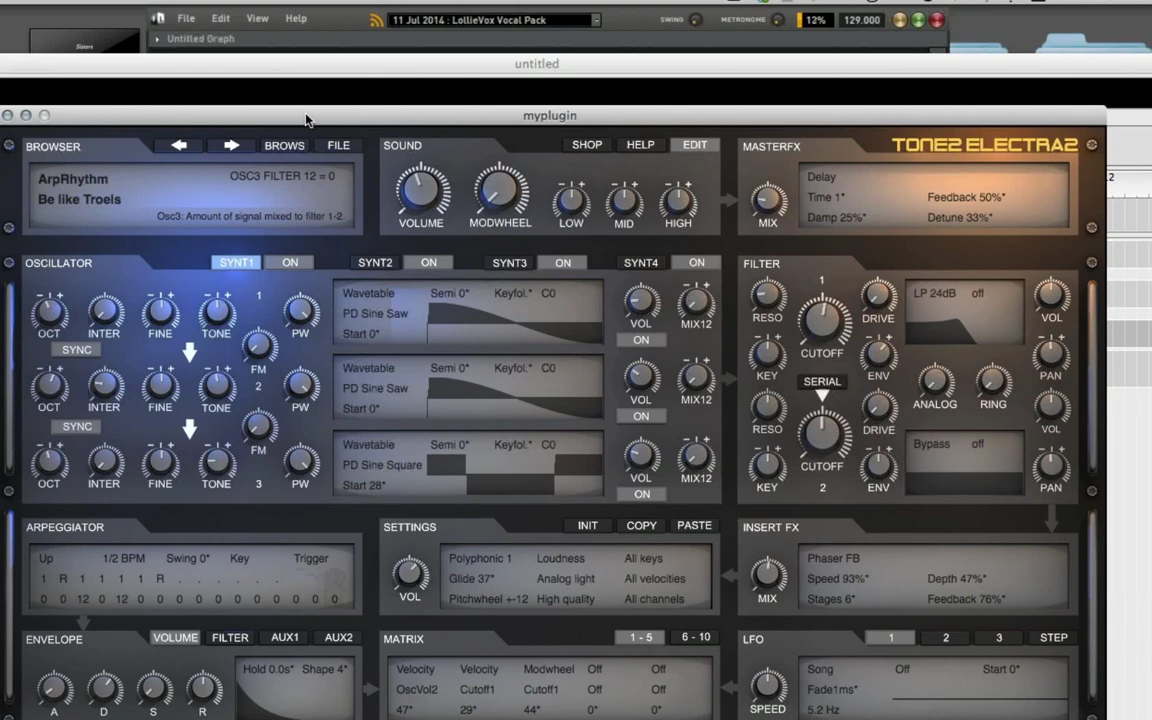 File Edit View Help
11 Jul 2014 : LollieVox Vocal Pack
SWING METRONOME 12% 129.000
Untitled Graph
Sisters
untitled
myplugin
BROWSER BROWS FILE
ArpRhythm OSC3 FILTER 12 = 0
Be like Troels
Osc3: Amount of signal mixed to filter 1-2.
SOUND SHOP HELP EDIT
VOLUME MODWHEEL LOW MID HIGH
MASTERFX TONE2 ELECTRA2
MIX
Delay
Time 1* Feedback 50%*
Damp 25%* Detune 33%*
.2
OSCILLATOR SYNT1 ON SYNT2 ON SYNT3 ON SYNT4 ON
OCT INTER FINE TONE 1 PW
SYNC FM
OCT INTER FINE TONE 2 PW
SYNC FM
OCT INTER FINE TONE 3 PW
Wavetable Semi 0* Keyfol.* C0
PD Sine Saw
Start 0*
VOL MIX12
ON
Wavetable Semi 0* Keyfol.* C0
PD Sine Saw
Start 0*
VOL MIX12
ON
Wavetable Semi 0* Keyfol.* C0
PD Sine Square
Start 28*
VOL MIX12
ON
FILTER
RESO 1 DRIVE LP 24dB off VOL
CUTOFF
KEY ENV PAN
SERIAL ANALOG RING
RESO DRIVE VOL
CUTOFF Bypass off
KEY 2 ENV PAN
ARPEGGIATOR
Up 1/2 BPM Swing 0* Key Trigger
1 R 1 1 1 1 R . . . . . . . . .
0 0 12 0 12 0 0 0 0 0 0 0 0 0 0 0
SETTINGS INIT COPY PASTE
VOL
Polyphonic 1 Loudness All keys
Glide 37* Analog light All velocities
Pitchwheel +-12 High quality All channels
INSERT FX
MIX
Phaser FB
Speed 93%* Depth 47%*
Stages 6* Feedback 76%*
ENVELOPE VOLUME FILTER AUX1 AUX2
A D S R
Hold 0.0s* Shape 4*
MATRIX 1 - 5 6 - 10
Velocity Velocity Modwheel Off Off
OscVol2 Cutoff1 Cutoff1 Off Off
47* 29* 44* 0* 0*
LFO 1 2 3 STEP
SPEED
Song Off Start 0*
Fade1ms*
5.2 Hz